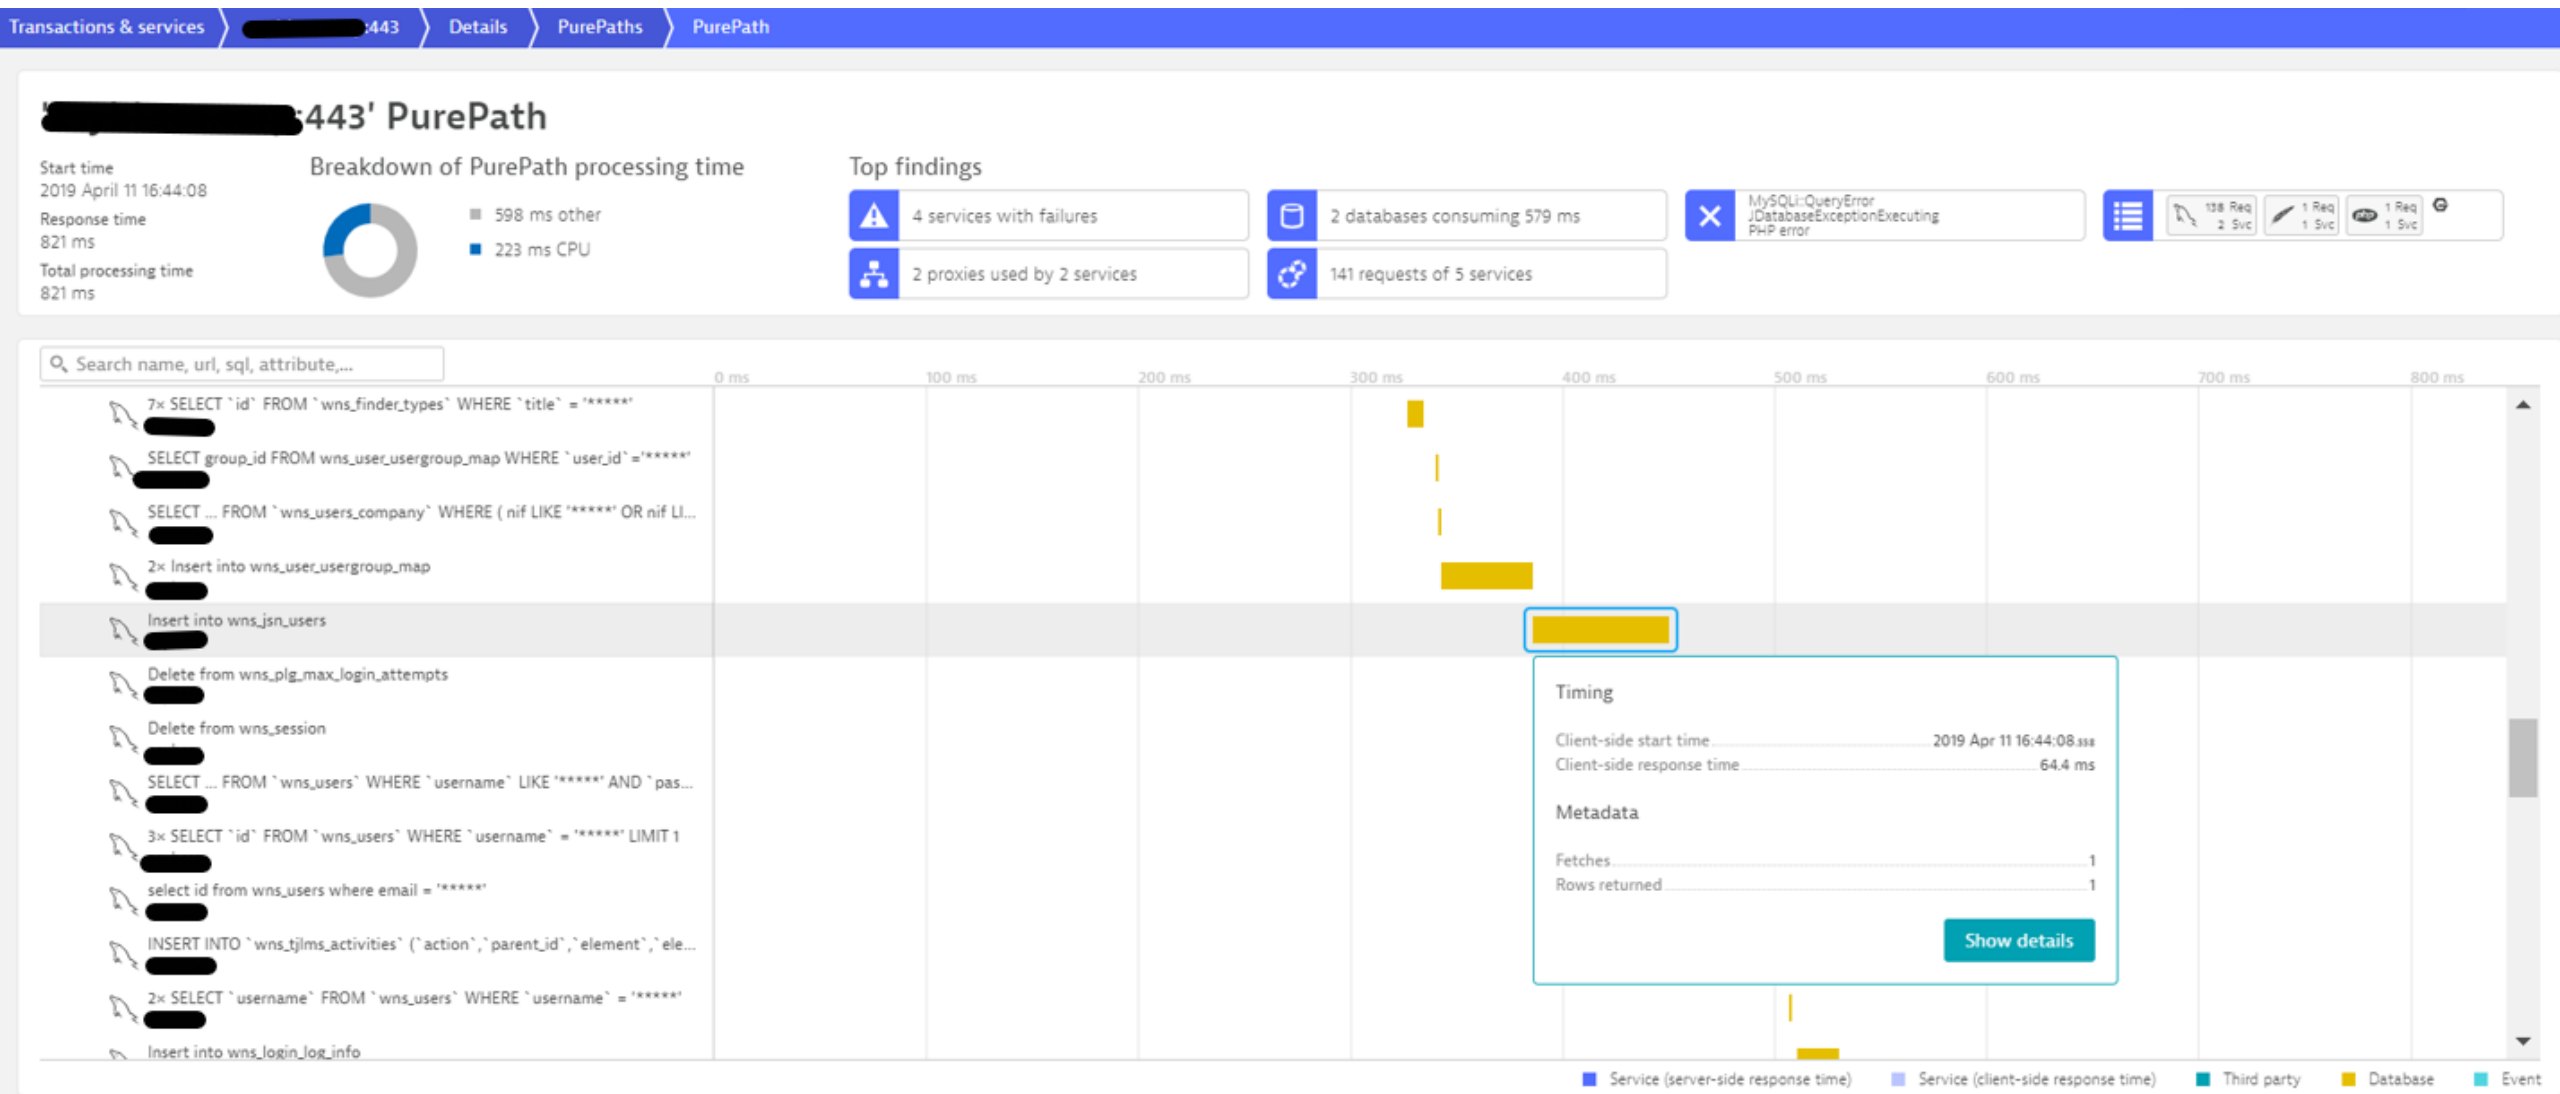 Transactions & services
:443
Details
PurePaths
PurePath
:443' PurePath
Start time
2019 April 11 16:44:08
Response time
821 ms
Total processing time
821 ms
Breakdown of PurePath processing time
598 ms other
223 ms CPU
Top findings
4 services with failures
2 databases consuming 579 ms
MySQLi::QueryError
JDatabaseExceptionExecuting
PHP error
138 Req
2 Svc
1 Req
1 Svc
php
1 Req
1 Svc
2 proxies used by 2 services
141 requests of 5 services
Search name, url, sql, attribute,...
0 ms
100 ms
200 ms
300 ms
400 ms
500 ms
600 ms
700 ms
800 ms
7× SELECT `id` FROM `wns_finder_types` WHERE `title` = '*****'
SELECT group_id FROM wns_user_usergroup_map WHERE `user_id`='*****'
SELECT ... FROM `wns_users_company` WHERE ( nif LIKE '*****' OR nif LI...
2× Insert into wns_user_usergroup_map
Insert into wns_jsn_users
Delete from wns_plg_max_login_attempts
Delete from wns_session
SELECT ... FROM `wns_users` WHERE `username` LIKE '*****' AND `pas...
3× SELECT `id` FROM `wns_users` WHERE `username` = '*****' LIMIT 1
select id from wns_users where email = '*****'
INSERT INTO `wns_tjlms_activities` (`action`,`parent_id`,`element`,`ele...
2× SELECT `username` FROM `wns_users` WHERE `username` = '*****'
Insert into wns_login_log_info
Timing
Client-side start time
2019 Apr 11 16:44:08
Client-side response time
64.4 ms
Metadata
Fetches
1
Rows returned
1
Show details
Service (server-side response time)
Service (client-side response time)
Third party
Database
Event